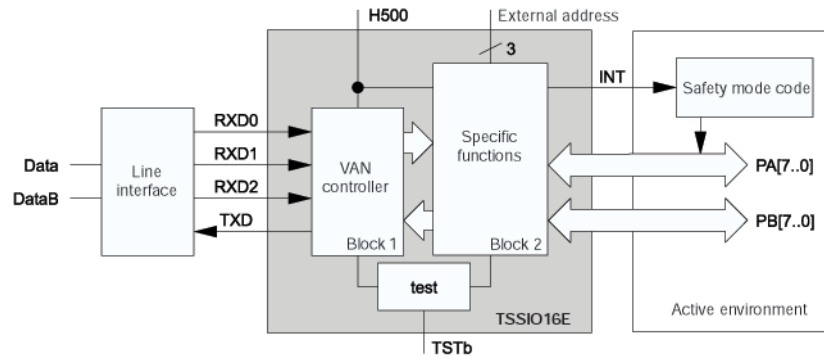 H500
External address
3
INT
Safety mode code
RXD0
RXD1
RXD2
TXD
Data
DataB
Line
interface
VAN
controller
Block 1
Specific
functions
Block 2
PA[7..0]
PB[7..0]
test
TSSIO16E
Active environment
TSTb